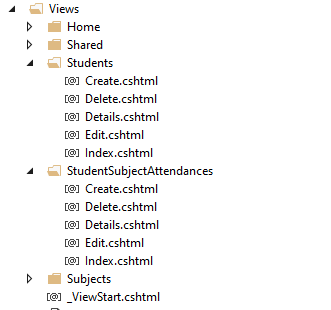 Views
Home
Shared
Students
Create.cshtml
Delete.cshtml
Details.cshtml
Edit.cshtml
Index.cshtml
StudentSubjectAttendances
Create.cshtml
Delete.cshtml
Details.cshtml
Edit.cshtml
Index.cshtml
Subjects
_ViewStart.cshtml